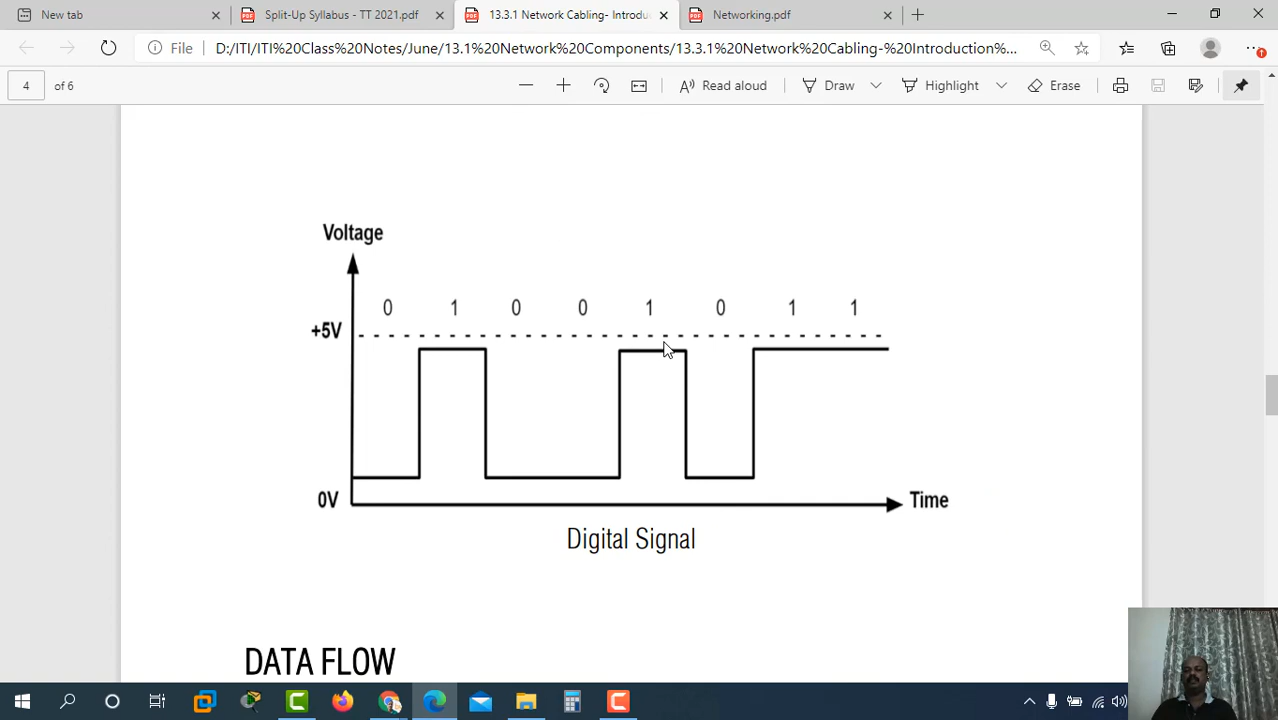 New tab
Split-Up Syllabus - TT 2021.pdf
13.3.1 Network Cabling- Introdu
Networking.pdf
File
D:/ITI/ITI%20Class%20Notes/June/13.1%20Network%20Components/13.3.1%20Network%20Cabling-%20Introduction%...
4 of 6
Read aloud
Draw
Highlight
Erase
Voltage
0 1 0 0 1 0 1 1
+5V
0V
Time
Digital Signal
DATA FLOW